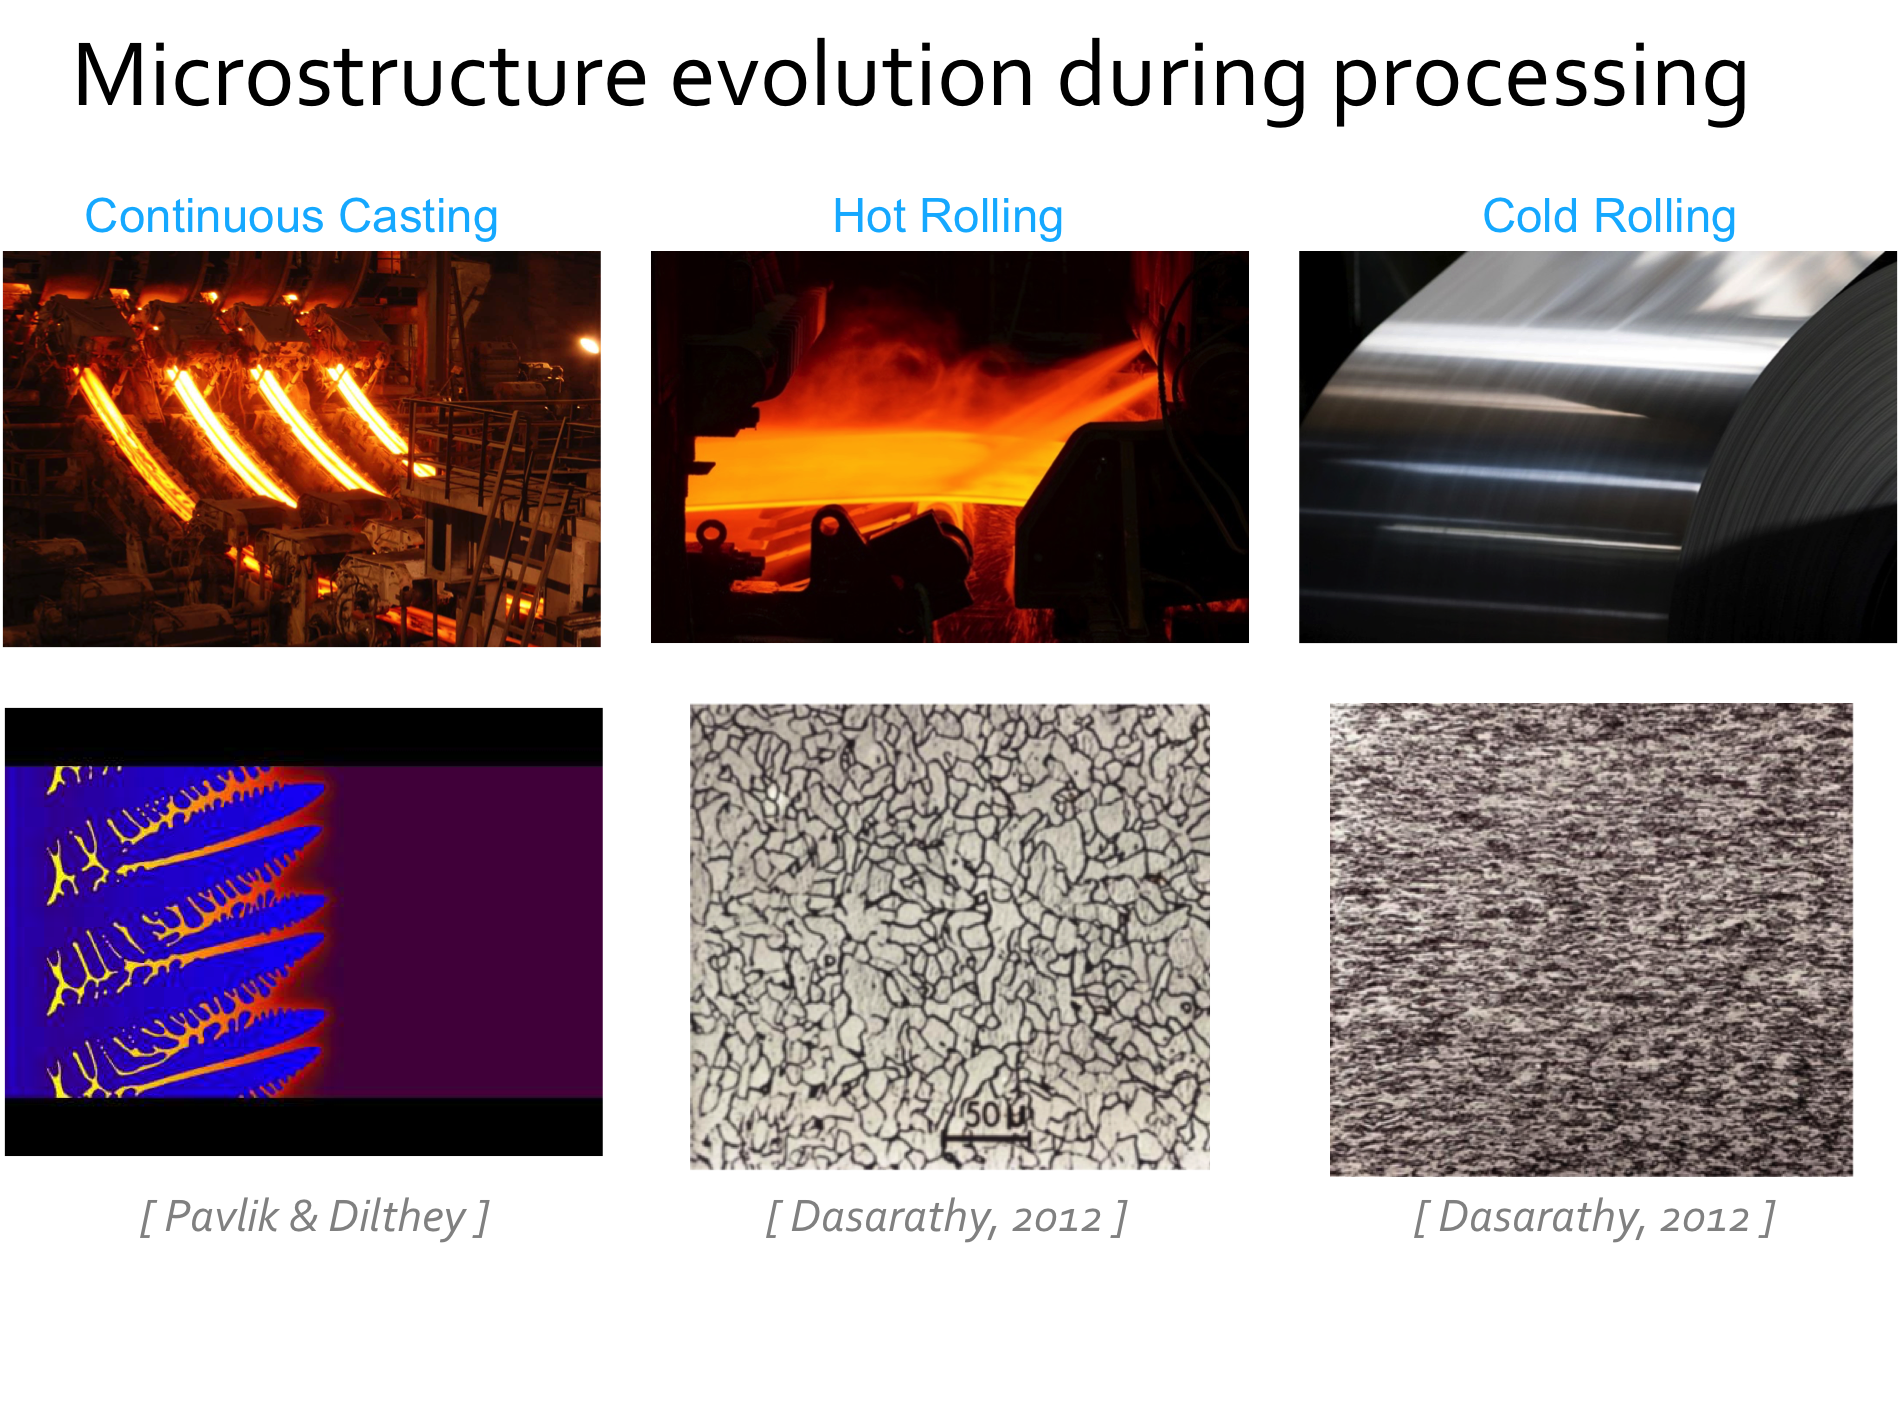 Microstructure evolution during processing
Continuous Casting
Hot Rolling
Cold Rolling
50 μ
[ Pavlik & Dilthey ]
[ Dasarathy, 2012 ]
[ Dasarathy, 2012 ]